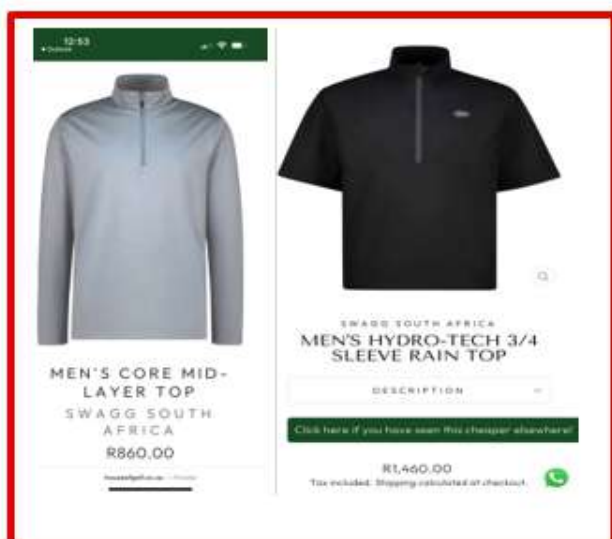 12:53
Outlook
MEN'S CORE MID-
LAYER TOP
SWAGG SOUTH
AFRICA
R860.00
SWAGG SOUTH AFRICA
MEN'S HYDRO-TECH 3/4
SLEEVE RAIN TOP
DESCRIPTION
Click here if you have seen this cheaper elsewhere!
R1,460.00
Tax included. Shipping calculated at checkout.